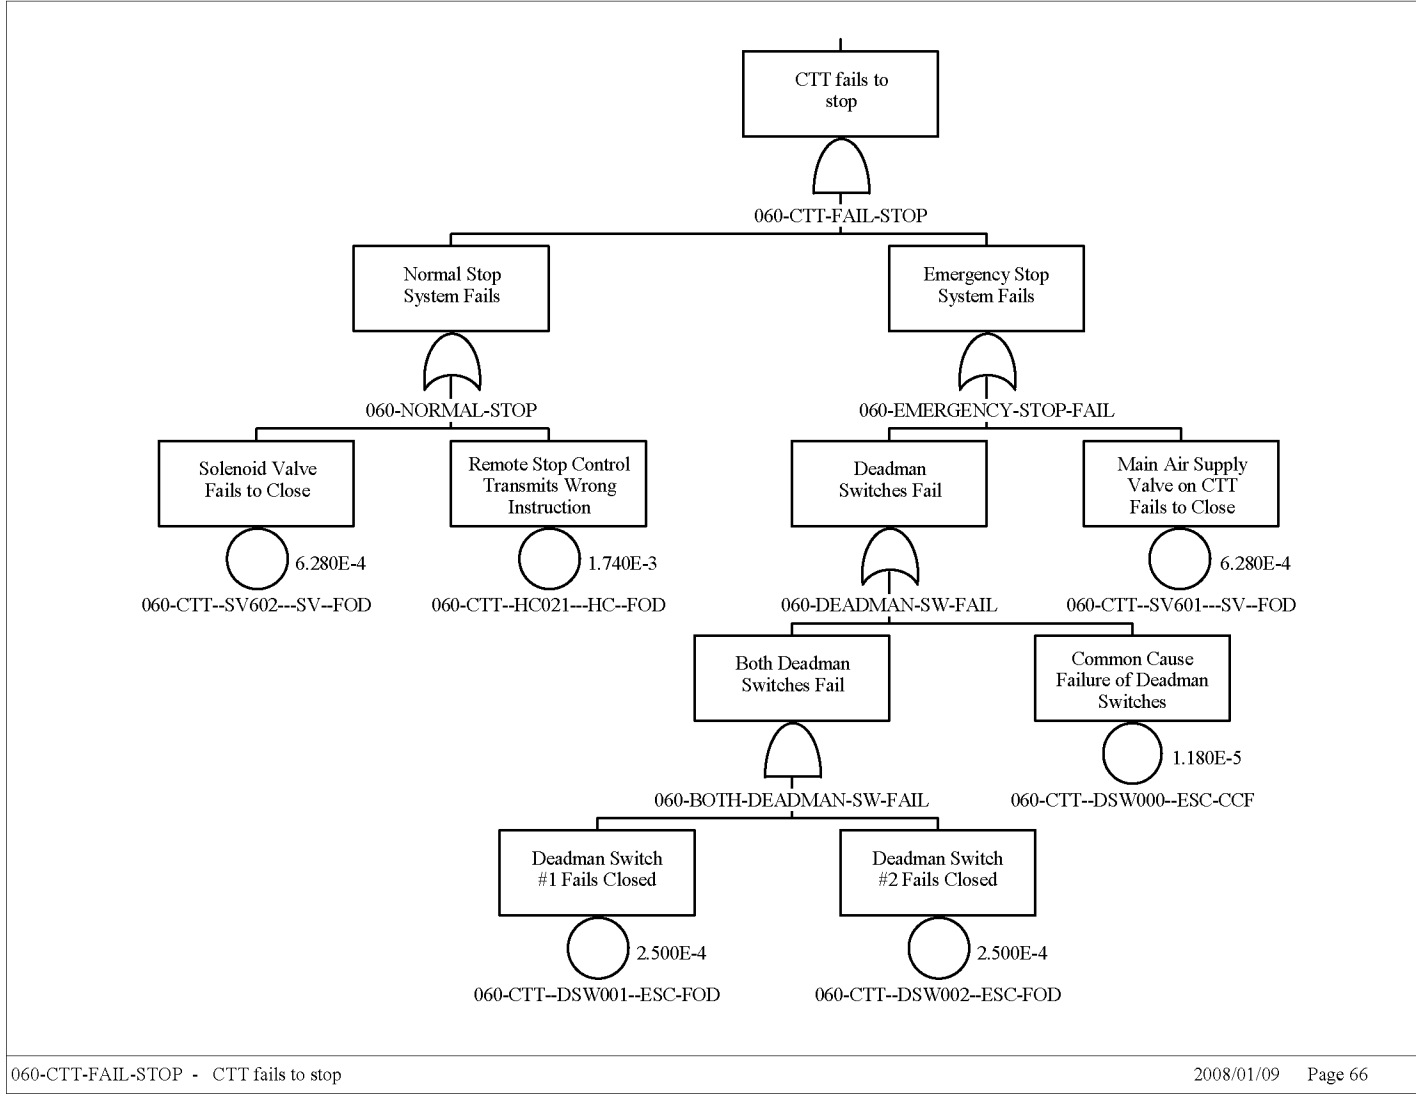 CTT fails to
stop
060-CTT-FAIL-STOP
Normal Stop
System Fails
Emergency Stop
System Fails
060-NORMAL-STOP
060-EMERGENCY-STOP-FAIL
Solenoid Valve
Fails to Close
Remote Stop Control
Transmits Wrong
Instruction
Deadman
Switches Fail
Main Air Supply
Valve on CTT
Fails to Close
6.280E-4
1.740E-3
6.280E-4
060-CTT--SV602---SV--FOD
060-CTT--HC021---HC--FOD
060-DEADMAN-SW-FAIL
060-CTT--SV601---SV--FOD
Both Deadman
Switches Fail
Common Cause
Failure of Deadman
Switches
1.180E-5
060-BOTH-DEADMAN-SW-FAIL
060-CTT--DSW000--ESC-CCF
Deadman Switch
#1 Fails Closed
Deadman Switch
#2 Fails Closed
2.500E-4
2.500E-4
060-CTT--DSW001--ESC-FOD
060-CTT--DSW002--ESC-FOD
060-CTT-FAIL-STOP - CTT fails to stop
2008/01/09 Page 66